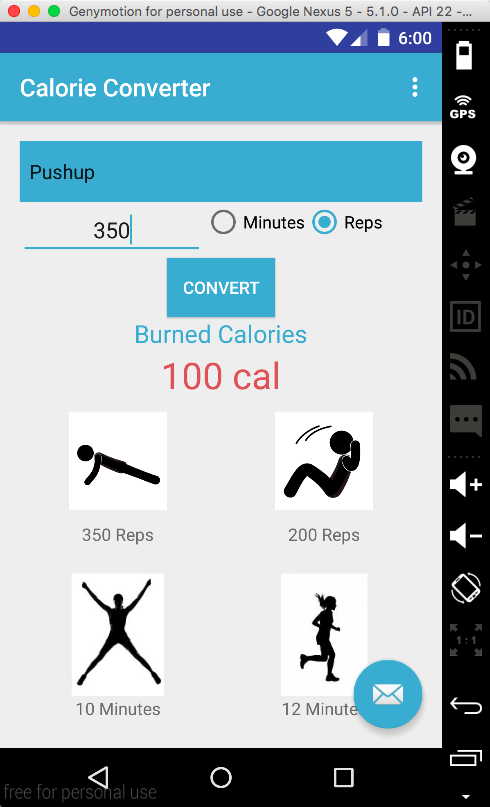 Genymotion for personal use - Google Nexus 5 - 5.1.0 - API 22 -...
6:00
Calorie Converter
GPS
Pushup
350
Minutes
Reps
ID
CONVERT
Burned Calories
100 cal
350 Reps
200 Reps
1:1
10 Minutes
12 Minute
free for personal use